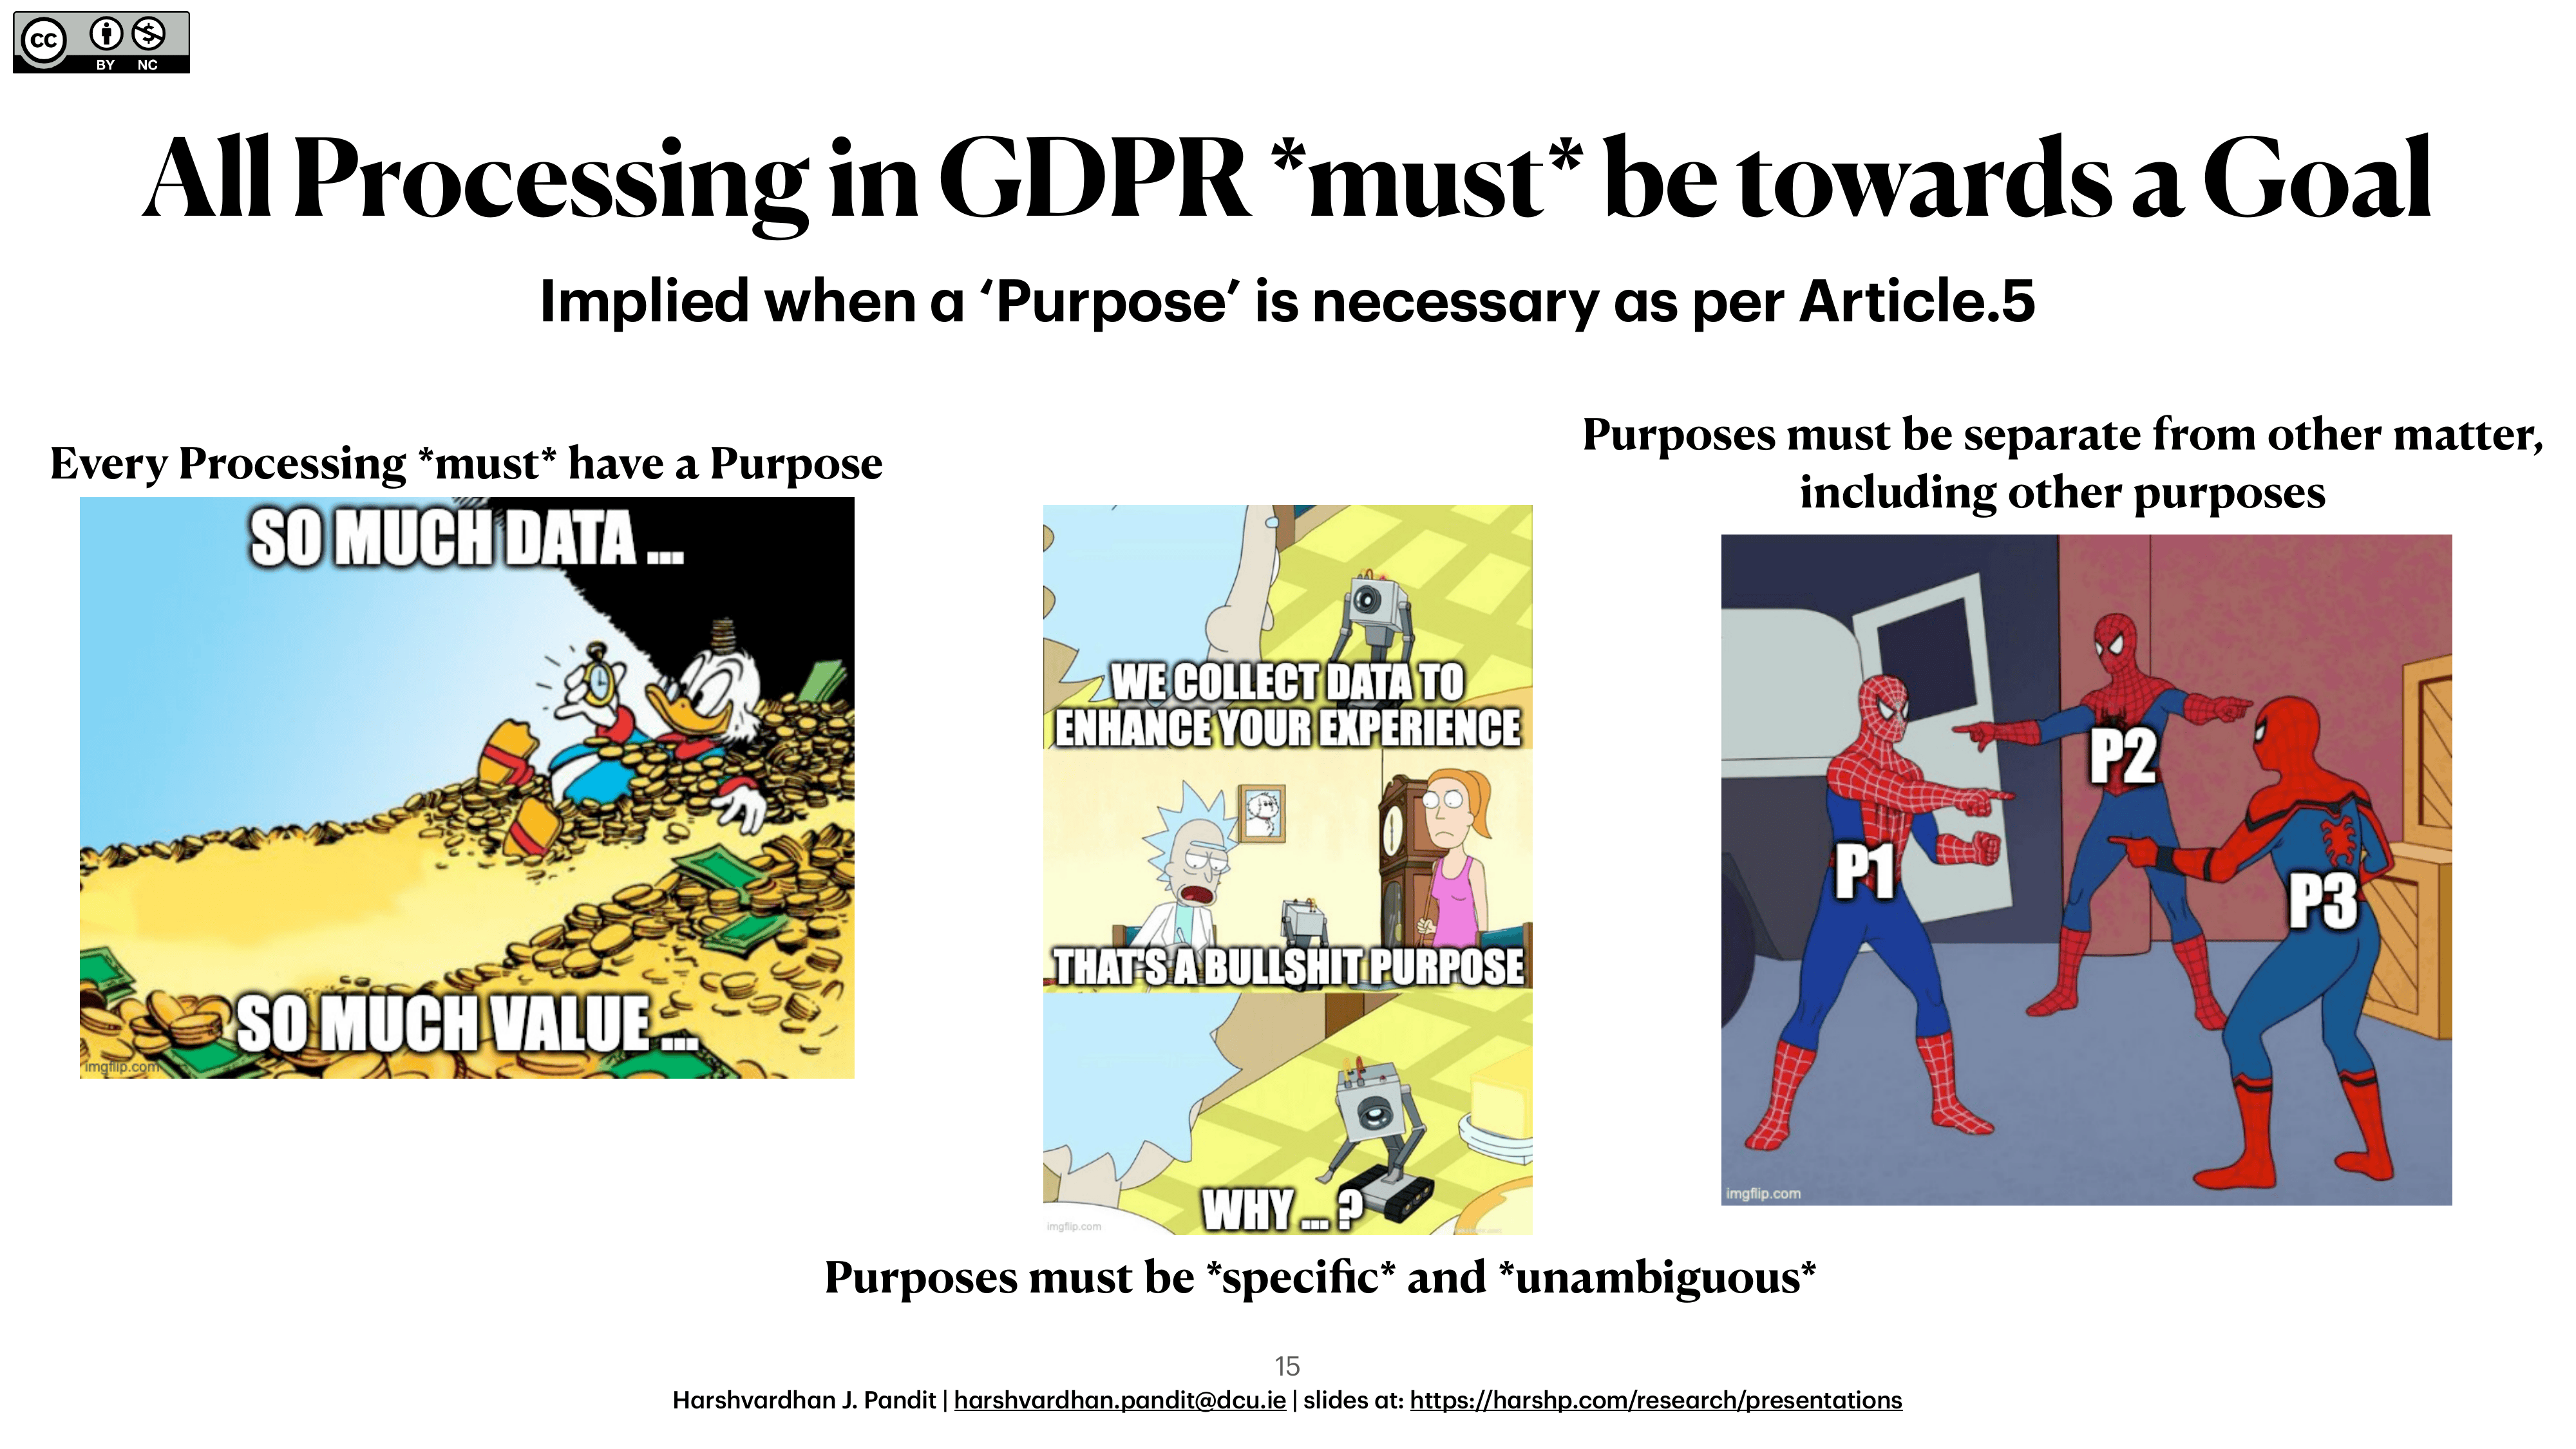 cc
BY NC
All Processing in GDPR *must* be towards a Goal
Implied when a ‘Purpose’ is necessary as per Article.5
Every Processing *must* have a Purpose
SO MUCH DATA ...
SO MUCH VALUE ...
imgflip.com
WE COLLECT DATA TO
ENHANCE YOUR EXPERIENCE
THAT'S A BULLSHIT PURPOSE
WHY ... ?
imgflip.com
Purposes must be *specific* and *unambiguous*
Purposes must be separate from other matter,
including other purposes
P1
P2
P3
imgflip.com
15
Harshvardhan J. Pandit | harshvardhan.pandit@dcu.ie | slides at: https://harshp.com/research/presentations